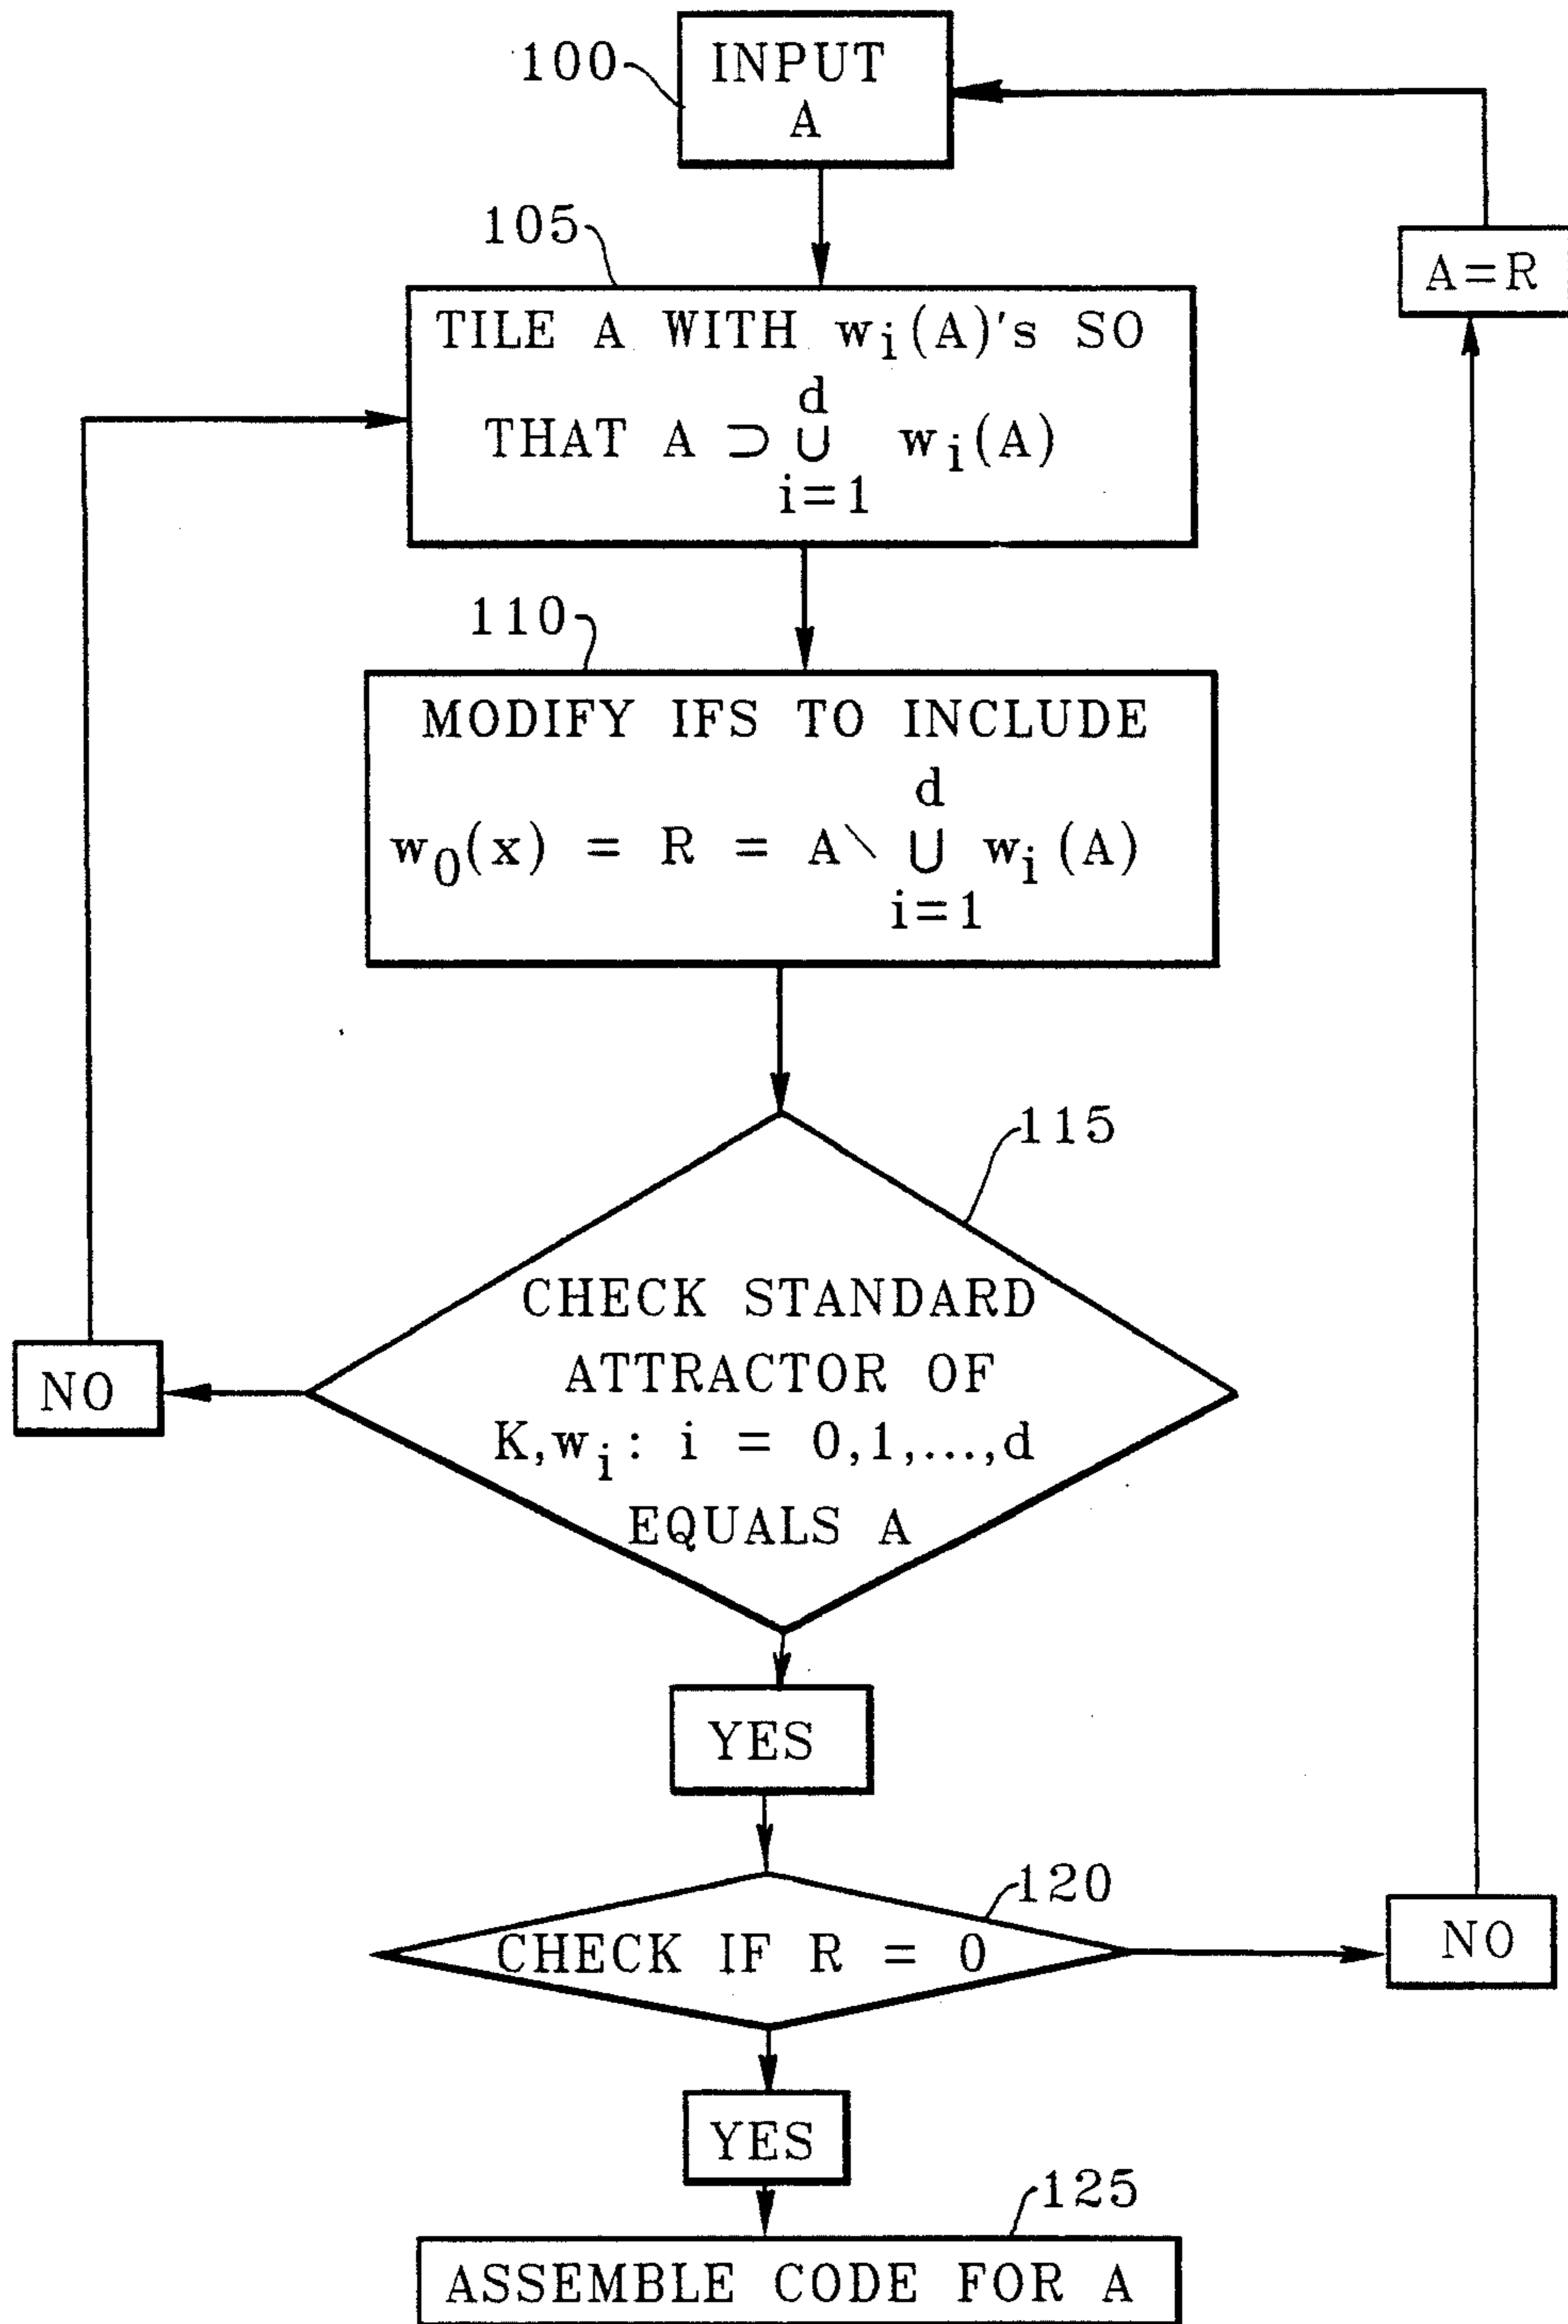 100
INPUT
A
105
A=R
TILE A WITH wᵢ(A)'s SO
d
THAT A ⊃ ∪ wᵢ(A)
i=1
110
MODIFY IFS TO INCLUDE
d
w₀(x) = R = A\ ∪ wᵢ(A)
i=1
115
CHECK STANDARD
ATTRACTOR OF
K,wᵢ: i = 0,1,...,d
EQUALS A
NO
YES
120
CHECK IF R = 0
NO
YES
125
ASSEMBLE CODE FOR A